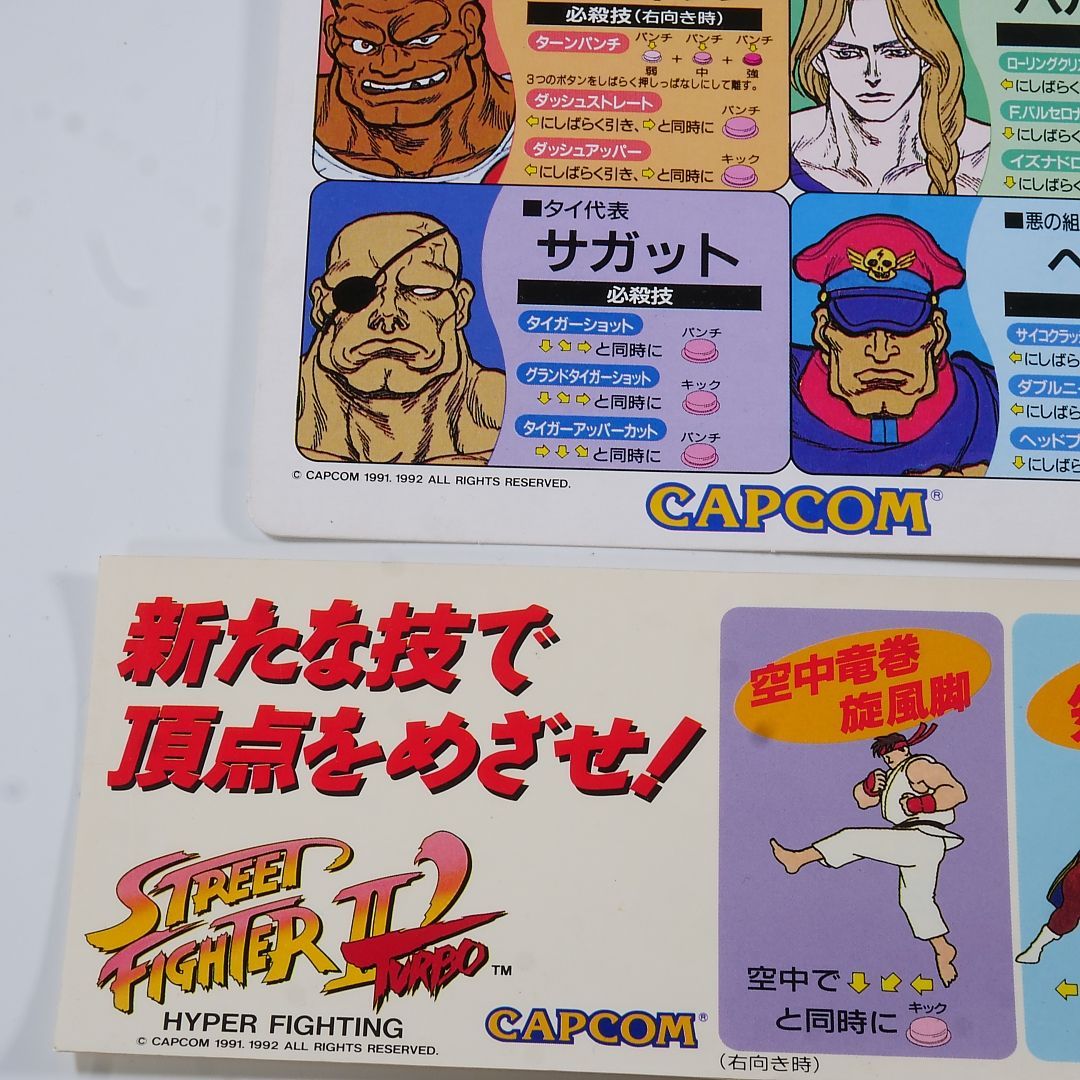 必殺技(右向き時)
ターンパンチ
パンチ パンチ パンチ
弱 + 中 + 強
3つのボタンをしばらく押しっぱなしにして離す。
ダッシュストレート
←にしばらく引き、→と同時に パンチ
ダッシュアッパー
←にしばらく引き、→と同時に キック
ローリングクリス
←にしばらく
F.バルセロナ
↓にしばらく
イズナドロ
↓にしばらく
■タイ代表
サガット
必殺技
タイガーショット
↓↘→と同時に パンチ
グランドタイガーショット
↓↘→と同時に キック
タイガーアッパーカット
→↓↘と同時に パンチ
■悪の組
サイコクラッシ
←にしばら
ダブルニー
←にしばら
ヘッドプ
↓にしばら
© CAPCOM 1991. 1992 ALL RIGHTS RESERVED.
CAPCOM®
新たな技で
頂点をめざせ!
STREET
FIGHTER II'
TURBO™
HYPER FIGHTING
© CAPCOM 1991. 1992 ALL RIGHTS RESERVED.
CAPCOM®
空中竜巻
旋風脚
空中で↓↙←
と同時に キック
(右向き時)